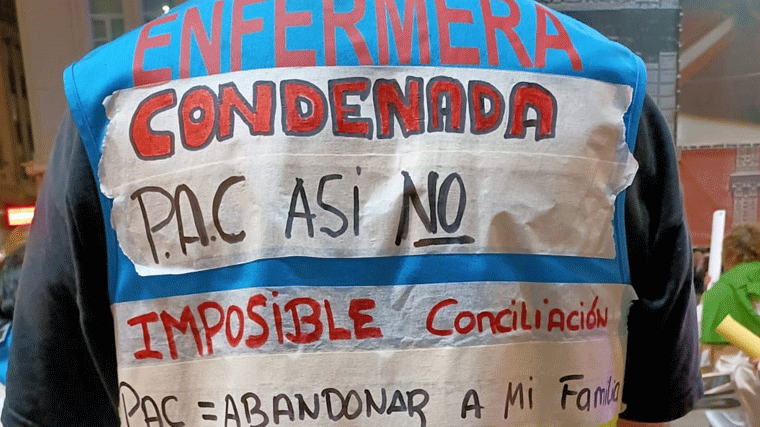 ENFERMERA
CONDENADA
P.A.C ASI NO
IMPOSIBLE CONCILIACIÓN
PAC = ABANDONAR A MI Familia